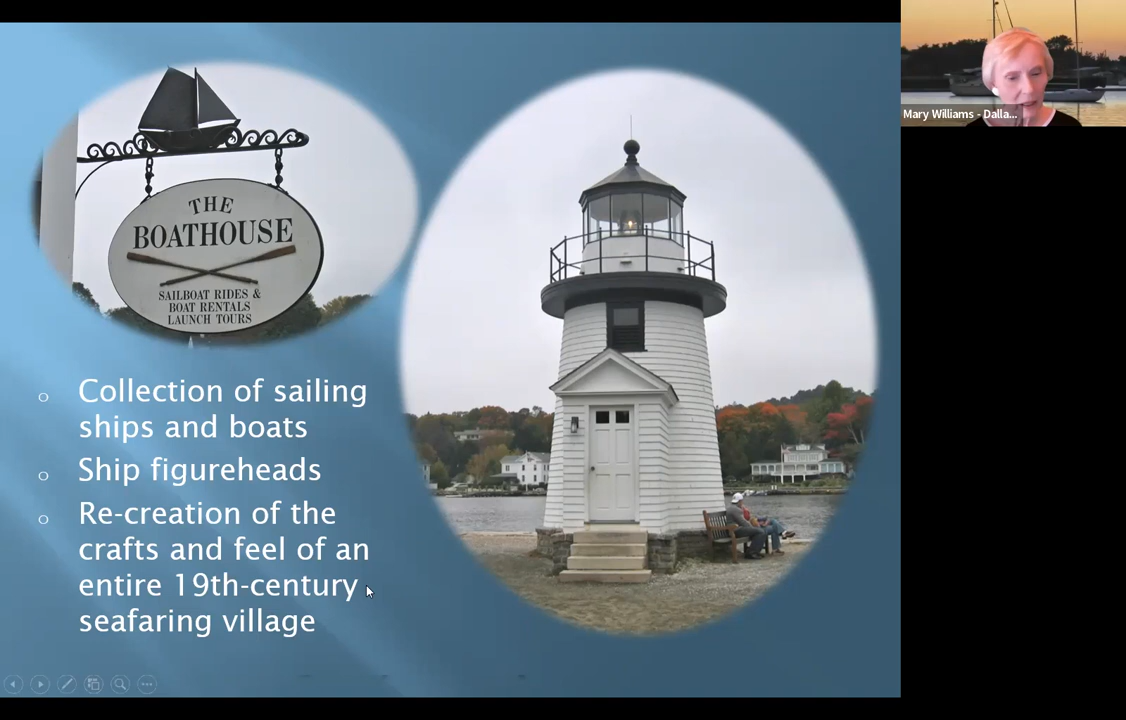 THE
BOATHOUSE
SAILBOAT RIDES &
BOAT RENTALS
LAUNCH TOURS
Collection of sailing
ships and boats
Ship figureheads
Re-creation of the
crafts and feel of an
entire 19th-century
seafaring village
Mary Williams - Dalla...